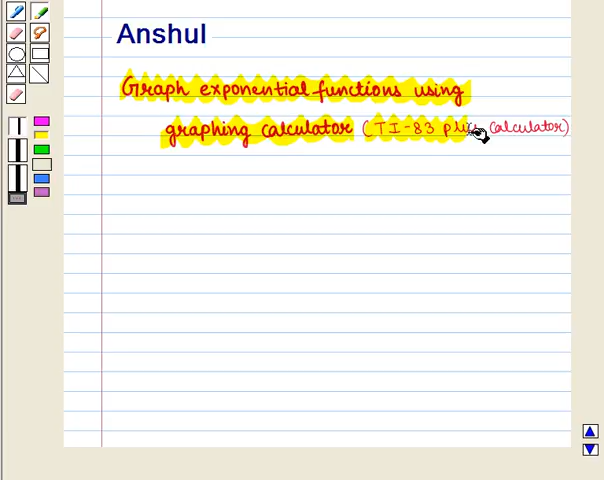 Anshul
Graph exponential functions using
graphing calculator (TI-83 plus calculator)